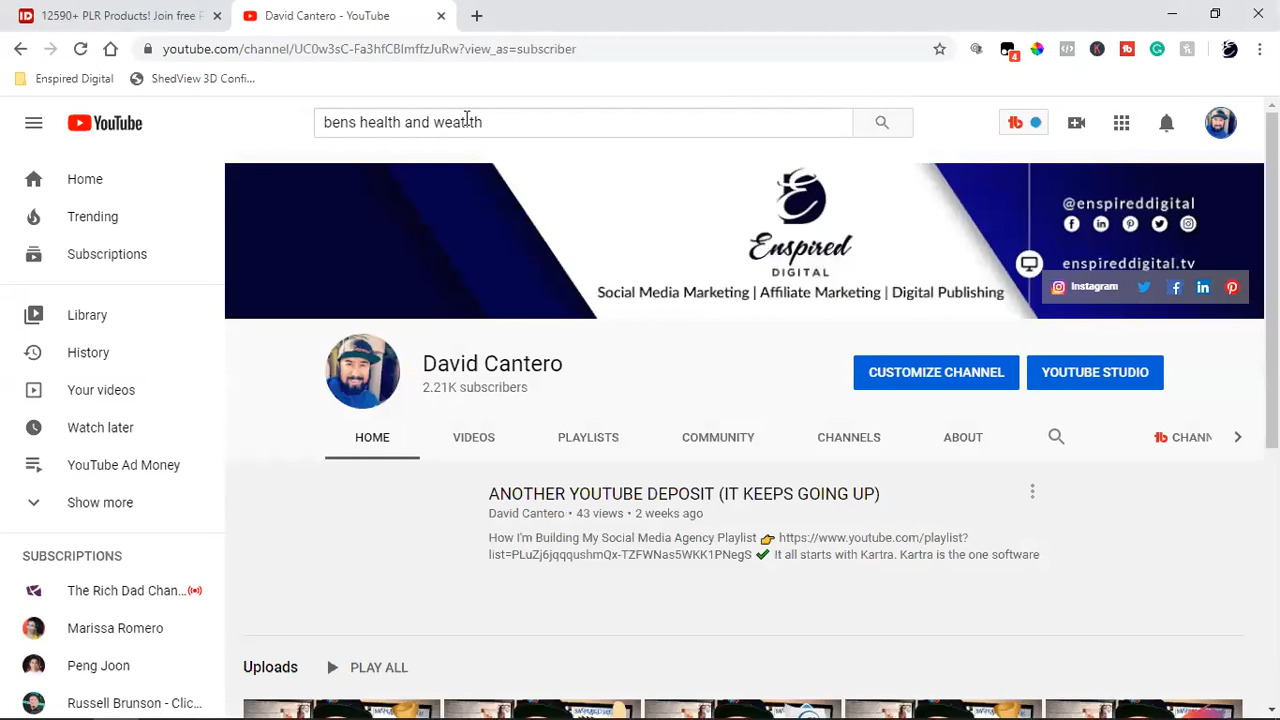 12590+ PLR Products! Join free F
David Cantero - YouTube
youtube.com/channel/UC0w3sC-Fa3hfCBlmffzJuRw?view_as=subscriber
4
Enspired Digital
ShedView 3D Confi...
YouTube
bens health and weatlth
Home
Trending
Subscriptions
Library
History
Your videos
Watch later
YouTube Ad Money
Show more
SUBSCRIPTIONS
The Rich Dad Chan...
Marissa Romero
Peng Joon
Russell Brunson - Clic...
Enspired
DIGITAL
Social Media Marketing | Affiliate Marketing | Digital Publishing
@enspireddigital
enspireddigital.tv
Instagram
David Cantero
2.21K subscribers
CUSTOMIZE CHANNEL
YOUTUBE STUDIO
HOME VIDEOS PLAYLISTS COMMUNITY CHANNELS ABOUT CHANN
ANOTHER YOUTUBE DEPOSIT (IT KEEPS GOING UP)
David Cantero • 43 views • 2 weeks ago
How I'm Building My Social Media Agency Playlist 👉 https://www.youtube.com/playlist?
list=PLuZj6jqqqushmQx-TZFWNas5WKK1PNegS ✔ It all starts with Kartra. Kartra is the one software
Uploads
PLAY ALL